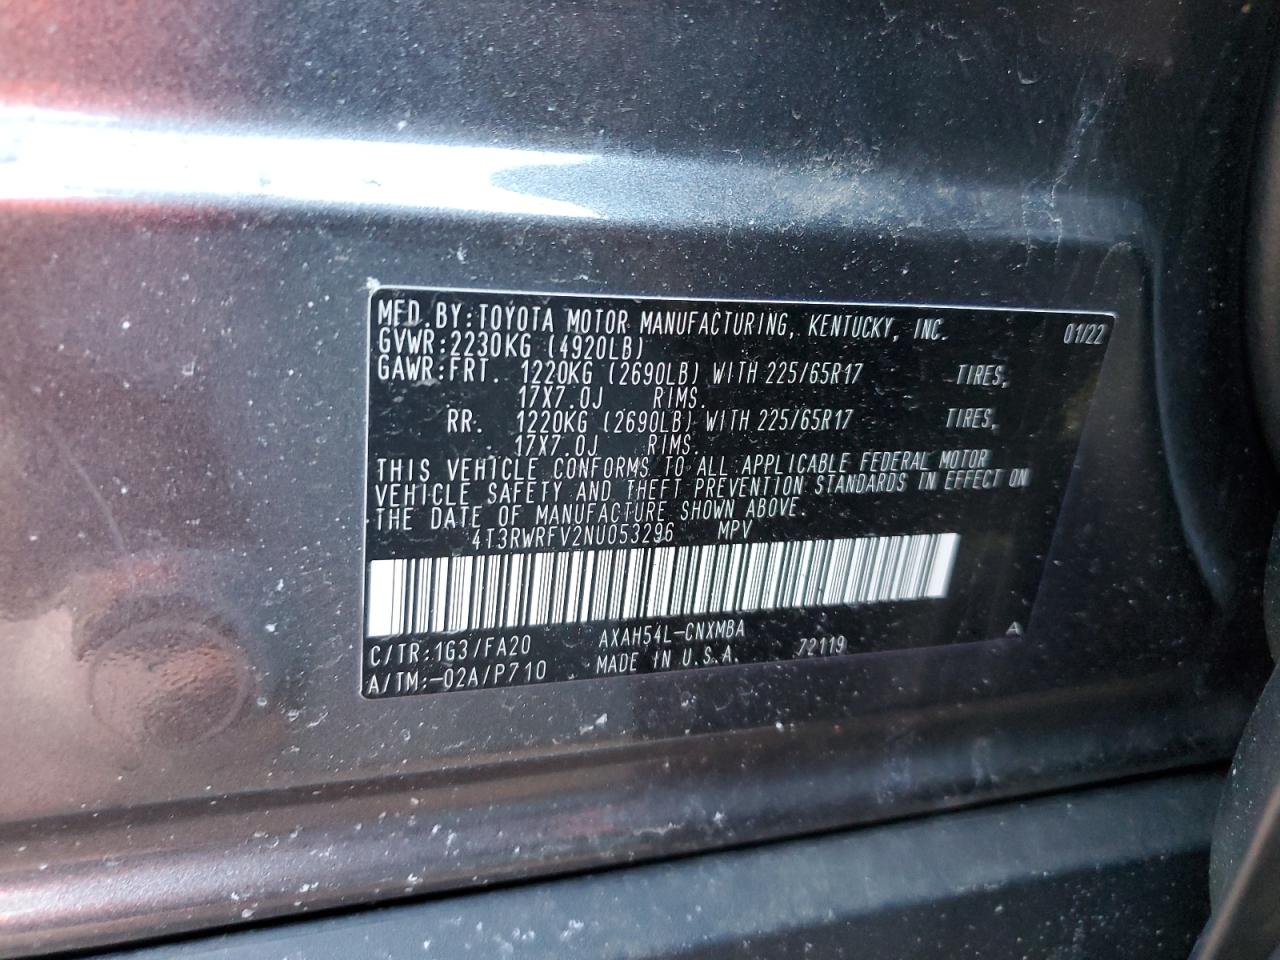 MFD. BY: TOYOTA MOTOR MANUFACTURING, KENTUCKY, INC. 01/22
GVWR: 2230KG (4920LB)
GAWR: FRT. 1220KG (2690LB) WITH 225/65R17 TIRES,
17X7.0J RIMS.
RR. 1220KG (2690LB) WITH 225/65R17 TIRES,
17X7.0J RIMS.
THIS VEHICLE CONFORMS TO ALL APPLICABLE FEDERAL MOTOR
VEHICLE SAFETY AND THEFT PREVENTION STANDARDS IN EFFECT ON
THE DATE OF MANUFACTURE SHOWN ABOVE.
4T3RWRFV2NU053296 MPV
C/TR: 1G3/FA20 AXAH54L-CNXMBA A
A/TM: -02A/P710 MADE IN U.S.A. 72119